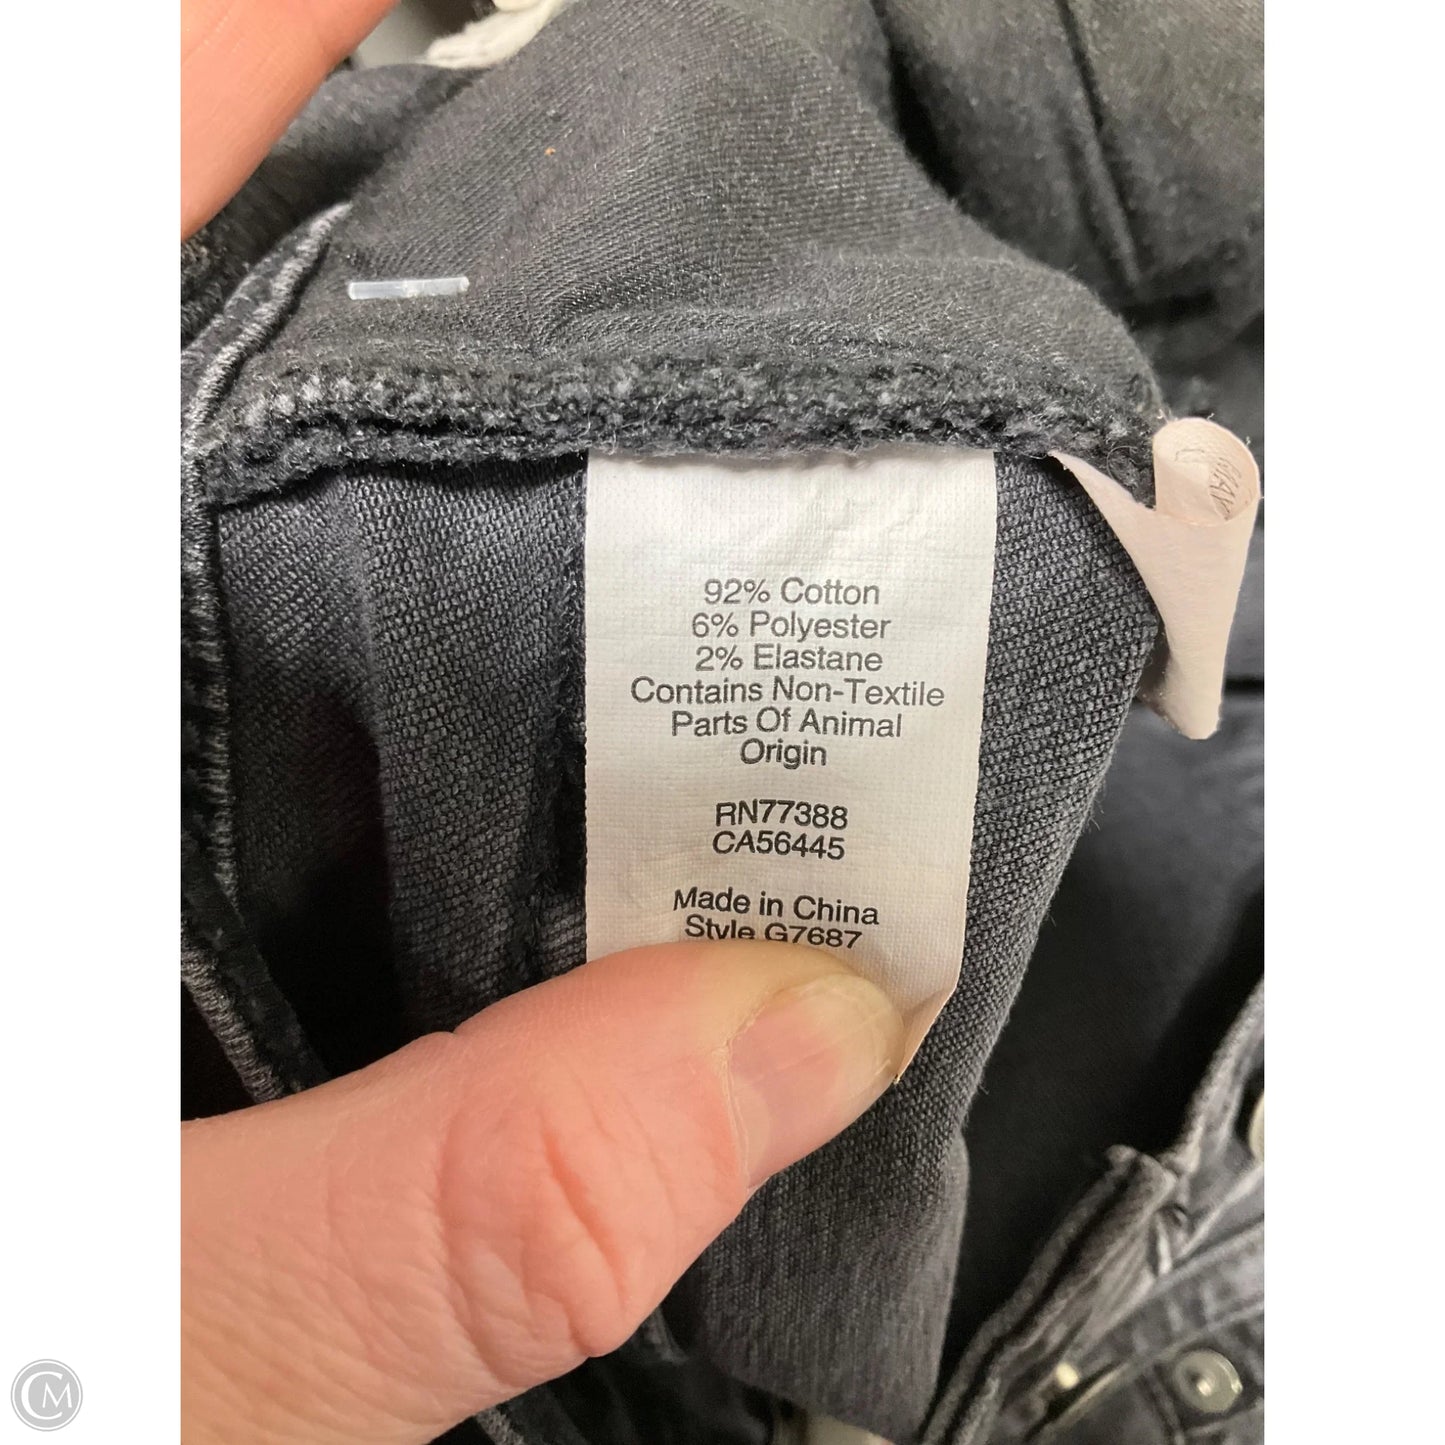 92% Cotton
6% Polyester
2% Elastane
Contains Non-Textile
Parts Of Animal
Origin
RN77388
CA56445
Made in China
Style G7687
CM